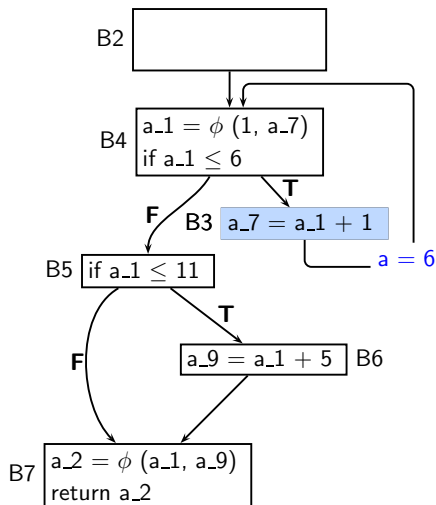 B2
B4
a_1 = ϕ (1, a_7)
if a_1 ≤ 6
F
T
B3
a_7 = a_1 + 1
a = 6
B5
if a_1 ≤ 11
T
F
a_9 = a_1 + 5
B6
B7
a_2 = ϕ (a_1, a_9)
return a_2